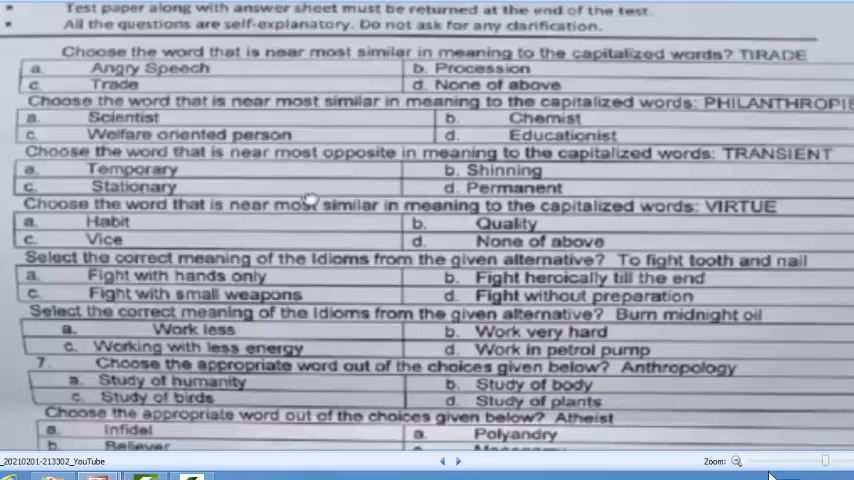 Test paper along with answer sheet must be returned at the end of the test.
All the questions are self-explanatory. Do not ask for any clarification.
Choose the word that is near most similar in meaning to the capitalized words? TIRADE
a. Angry Speech b. Procession
c. Trade d. None of above
Choose the word that is near most similar in meaning to the capitalized words: PHILANTHROPIS
a. Scientist b. Chemist
c. Welfare oriented person d. Educationist
Choose the word that is near most opposite in meaning to the capitalized words: TRANSIENT
a. Temporary b. Shinning
c. Stationary d. Permanent
Choose the word that is near most similar in meaning to the capitalized words: VIRTUE
a. Habit b. Quality
c. Vice d. None of above
Select the correct meaning of the Idioms from the given alternative? To fight tooth and nail
a. Fight with hands only b. Fight heroically till the end
c. Fight with small weapons d. Fight without preparation
Select the correct meaning of the Idioms from the given alternative? Burn midnight oil
a. Work less b. Work very hard
c. Working with less energy d. Work in petrol pump
7. Choose the appropriate word out of the choices given below? Anthropology
a. Study of humanity b. Study of body
c. Study of birds d. Study of plants
Choose the appropriate word out of the choices given below? Atheist
a. Infidel a. Polyandry
b. Believer
_20210201-213302_YouTube Zoom: